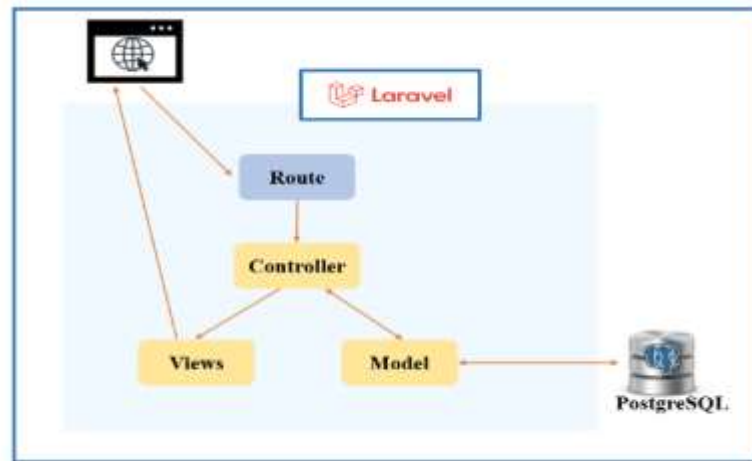 Laravel
Route
Controller
Views
Model
PostgreSQL